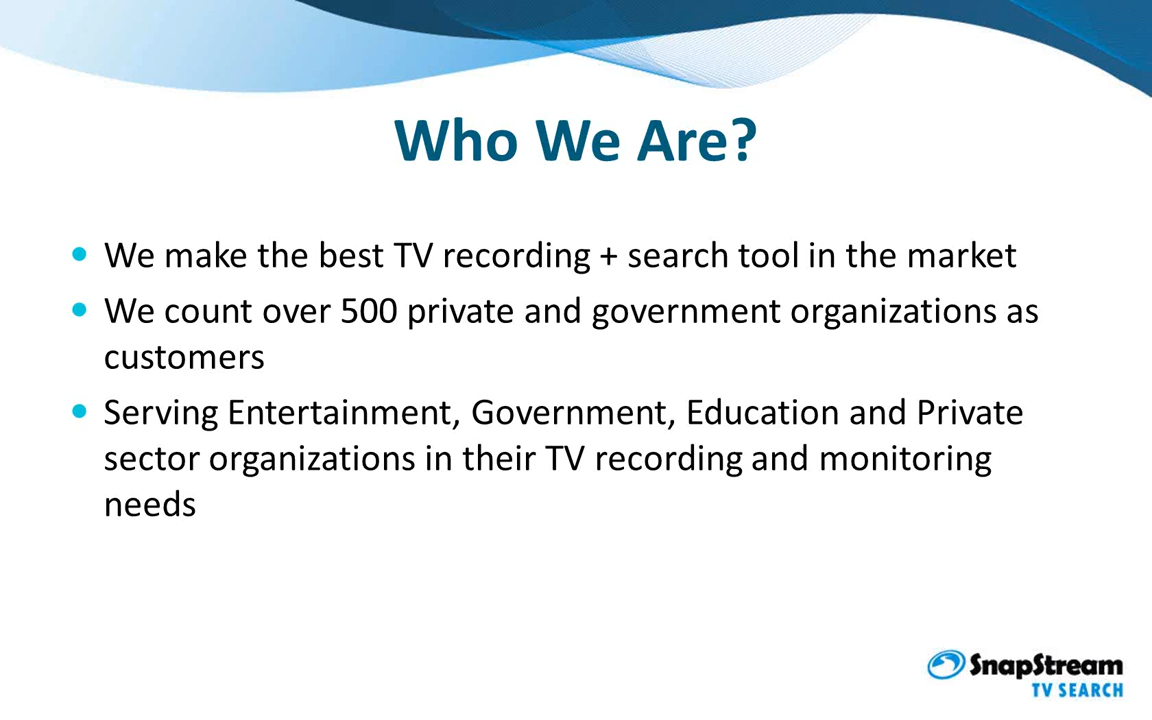 Who We Are?
• We make the best TV recording + search tool in the market
• We count over 500 private and government organizations as
customers
• Serving Entertainment, Government, Education and Private
sector organizations in their TV recording and monitoring
needs
SnapStream
TV SEARCH